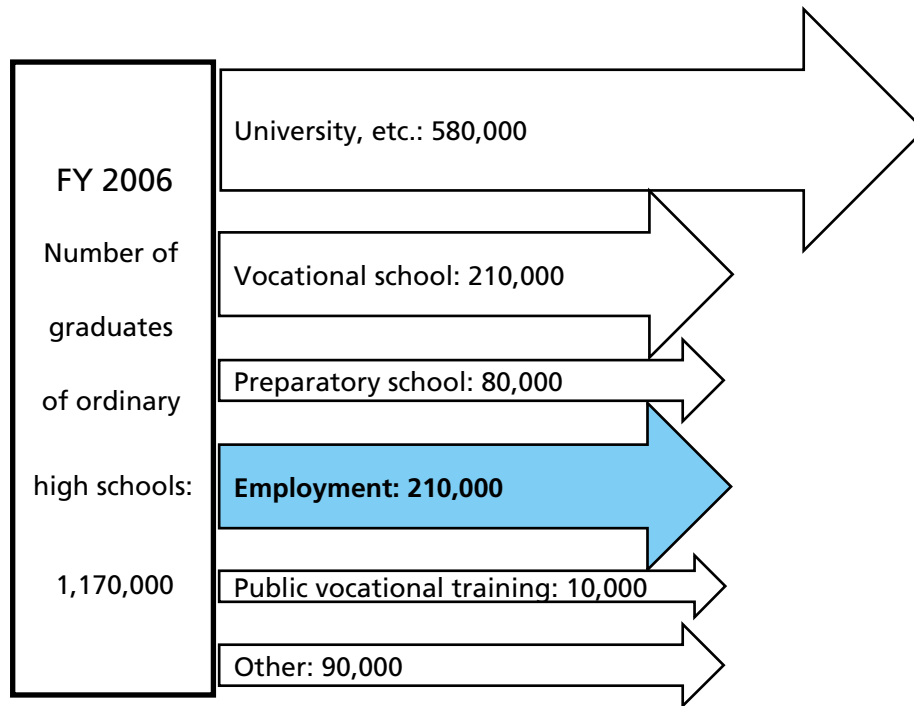 FY 2006
Number of
graduates
of ordinary
high schools:
1,170,000
University, etc.: 580,000
Vocational school: 210,000
Preparatory school: 80,000
Employment: 210,000
Public vocational training: 10,000
Other: 90,000